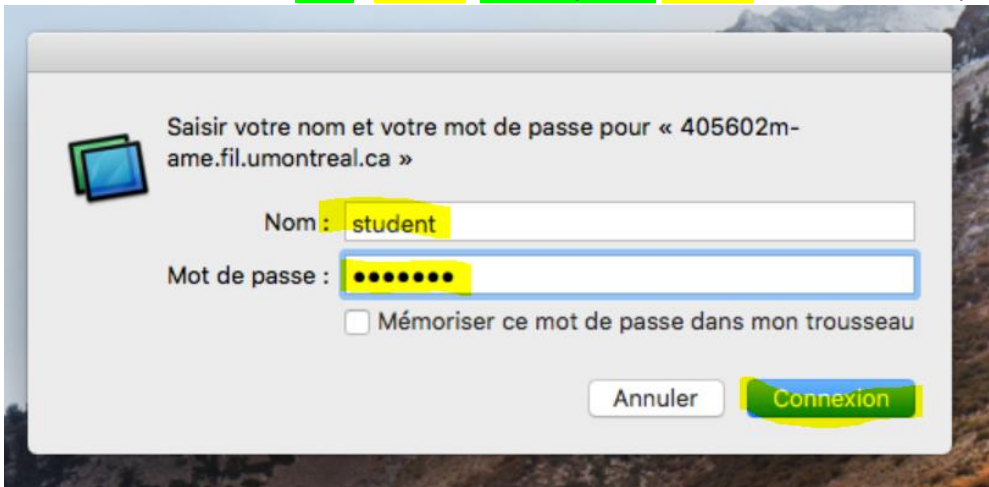 Saisir votre nom et votre mot de passe pour « 405602m-
ame.fil.umontreal.ca »
Nom : student
Mot de passe : •••••••
Mémoriser ce mot de passe dans mon trousseau
Annuler Connexion